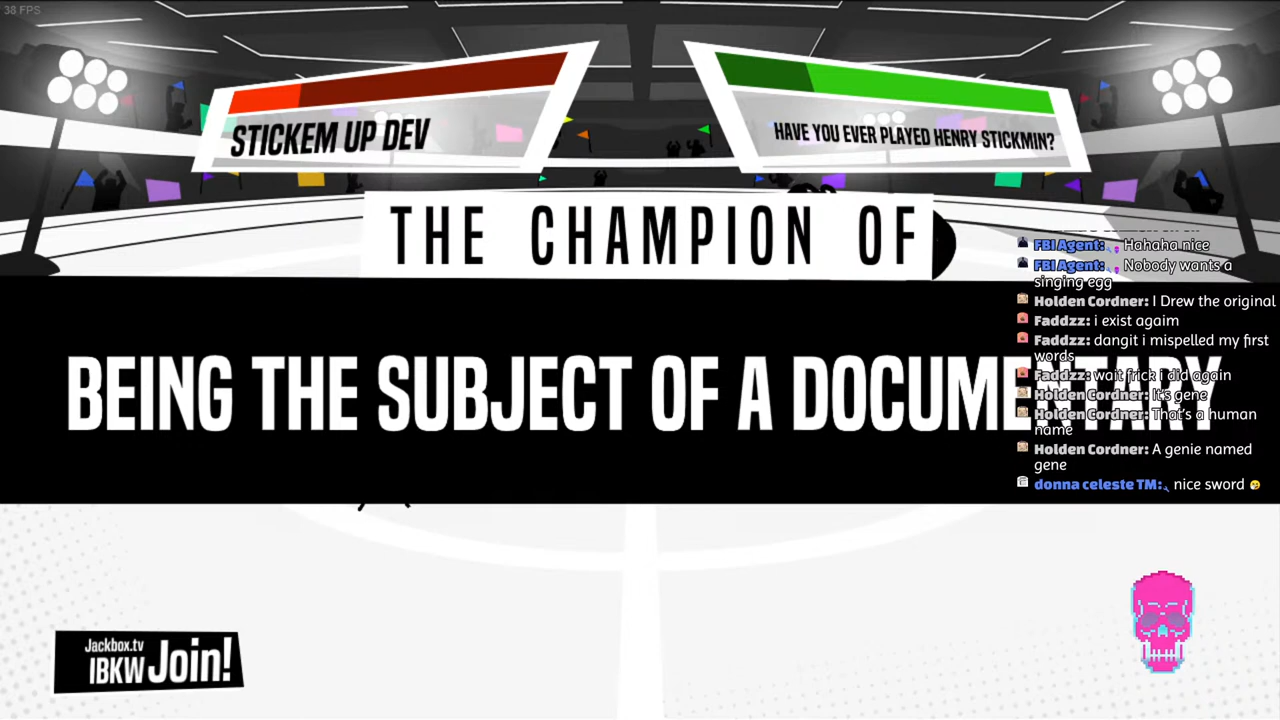 38 FPS
STICKEM UP DEV
HAVE YOU EVER PLAYED HENRY STICKMIN?
THE CHAMPION OF
BEING THE SUBJECT OF A DOCUMENTARY
FBI Agent: Hahaha nice
FBI Agent: Nobody wants a
singing egg
Holden Cordner: I Drew the original
Faddzz: i exist agaim
Faddzz: dangit i mispelled my first
words
Faddzz: wait frick i did again
Holden Cordner: It's gene
Holden Cordner: That's a human
name
Holden Cordner: A genie named
gene
donna celeste TM: nice sword
Jackbox.tv
IBKW Join!